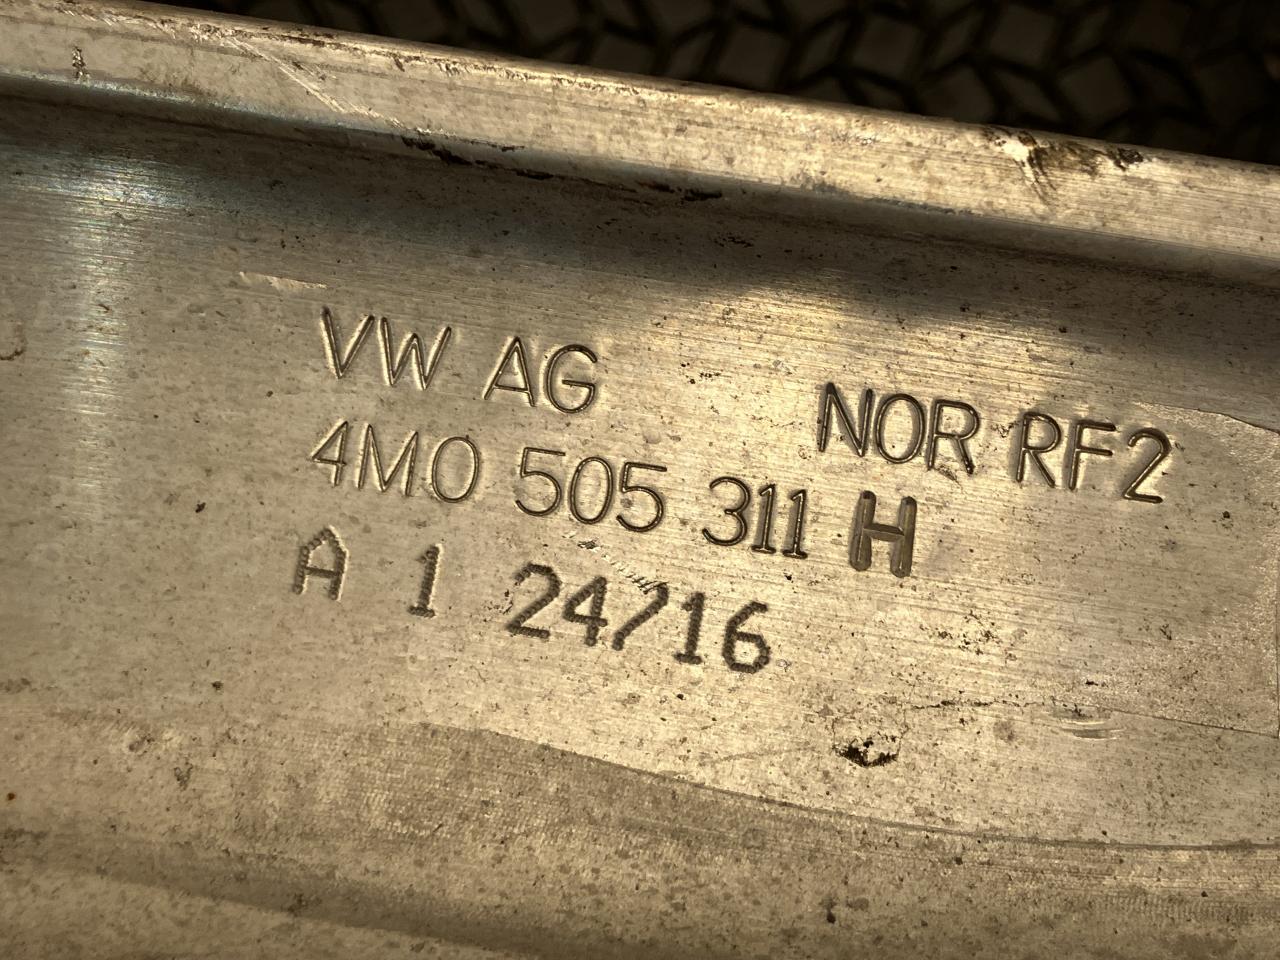 VW AG
NOR RF2
4M0 505 311 H
A 1 24/16